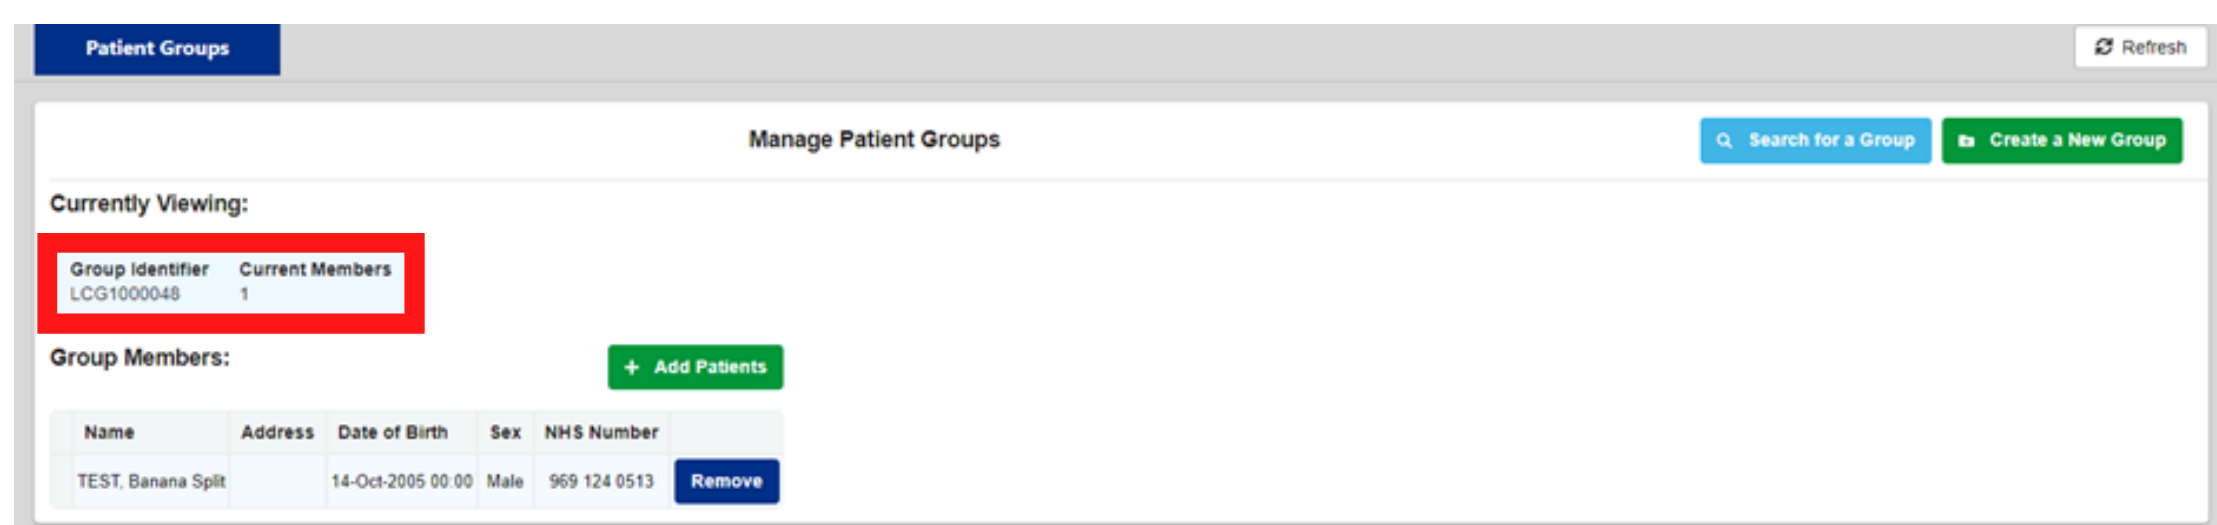 Patient Groups
Refresh
Manage Patient Groups
Search for a Group
Create a New Group
Currently Viewing:
Group Identifier Current Members
LCG1000048 1
Group Members:
+ Add Patients
Name Address Date of Birth Sex NHS Number
TEST, Banana Split 14-Oct-2005 00:00 Male 969 124 0513 Remove